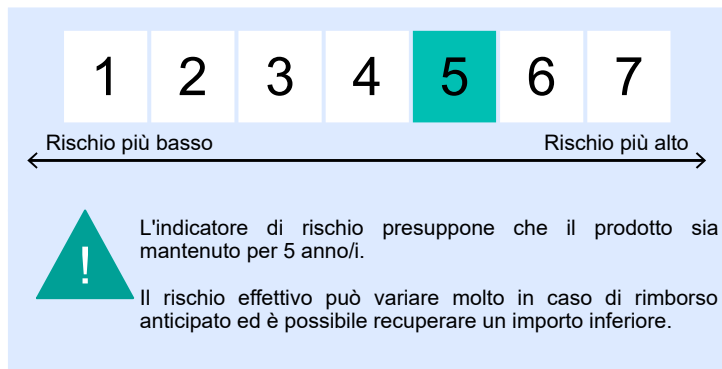 1 2 3 4 5 6 7
Rischio più basso Rischio più alto
!
L'indicatore di rischio presuppone che il prodotto sia
mantenuto per 5 anno/i.
Il rischio effettivo può variare molto in caso di rimborso
anticipato ed è possibile recuperare un importo inferiore.